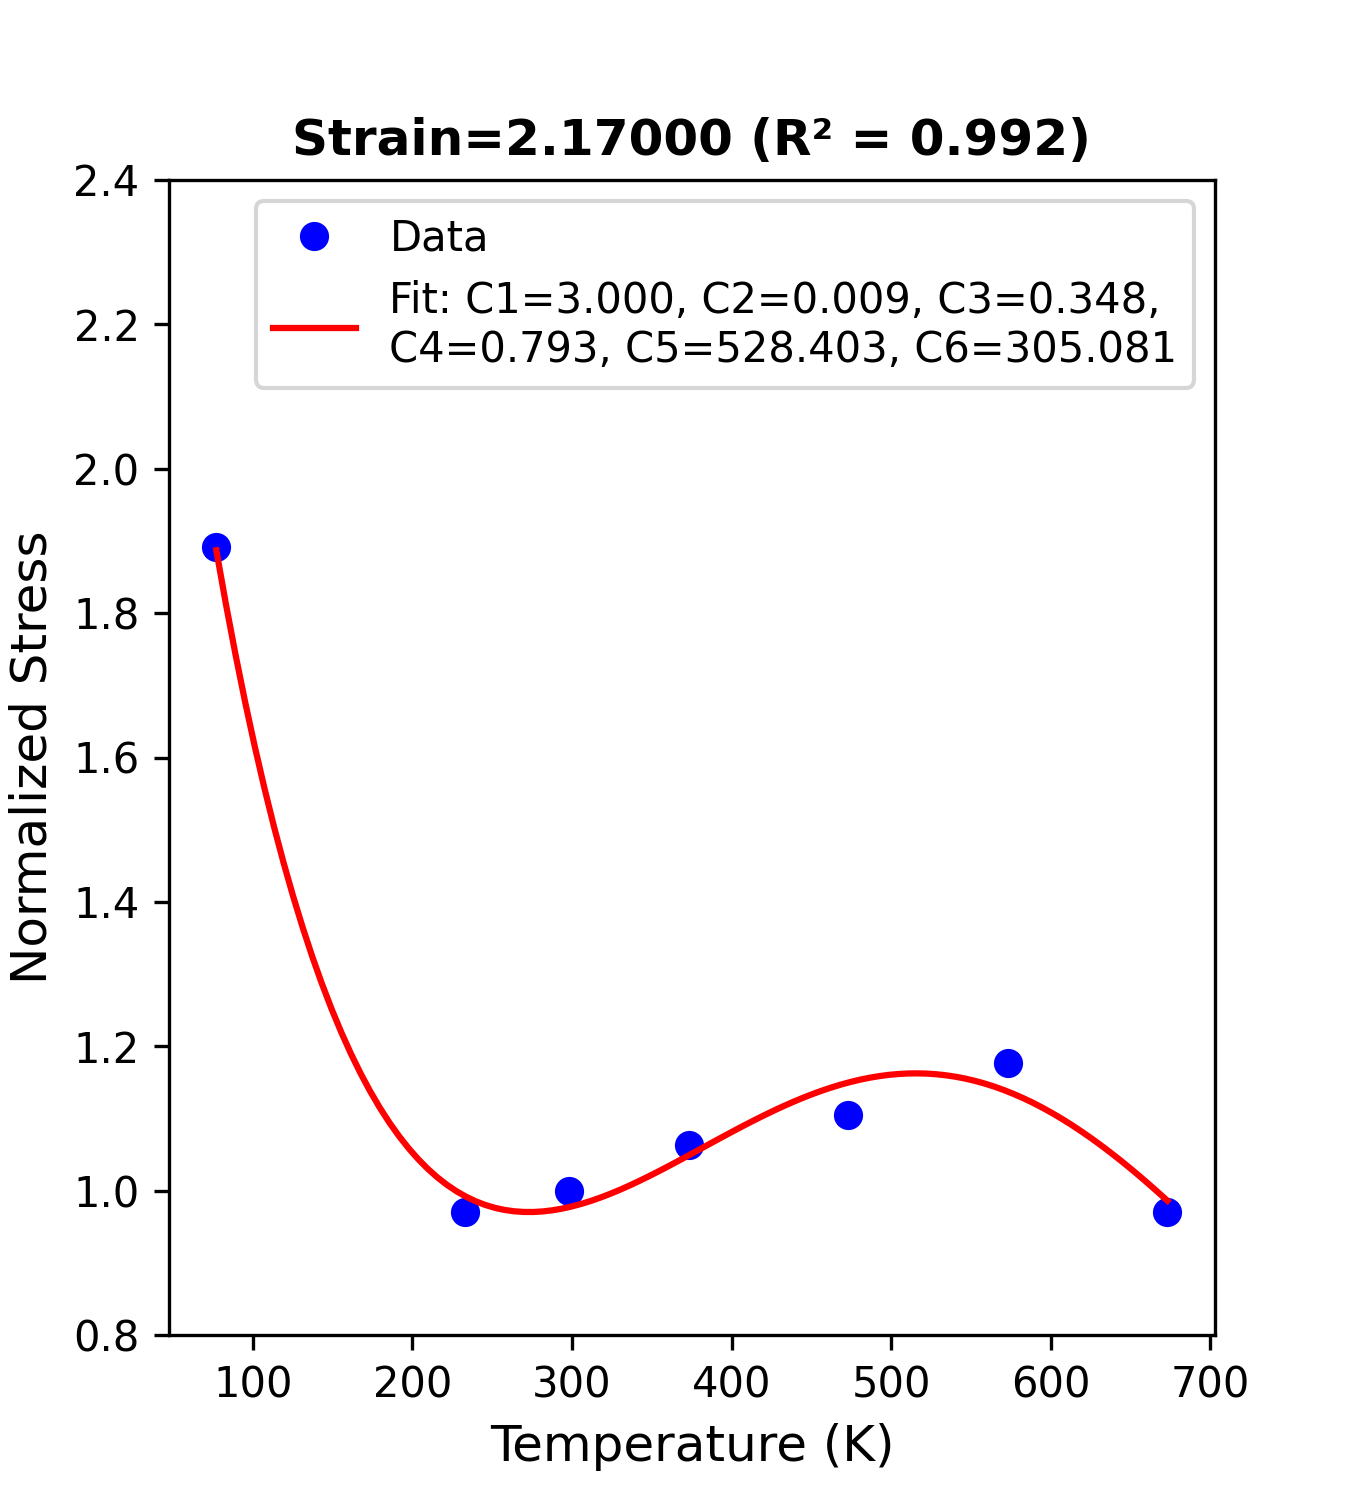 Strain=2.17000 (R² = 0.992)
Data
Fit: C1=3.000, C2=0.009, C3=0.348,
C4=0.793, C5=528.403, C6=305.081
2.4
2.2
2.0
1.8
1.6
1.4
1.2
1.0
0.8
Normalized Stress
100 200 300 400 500 600 700
Temperature (K)